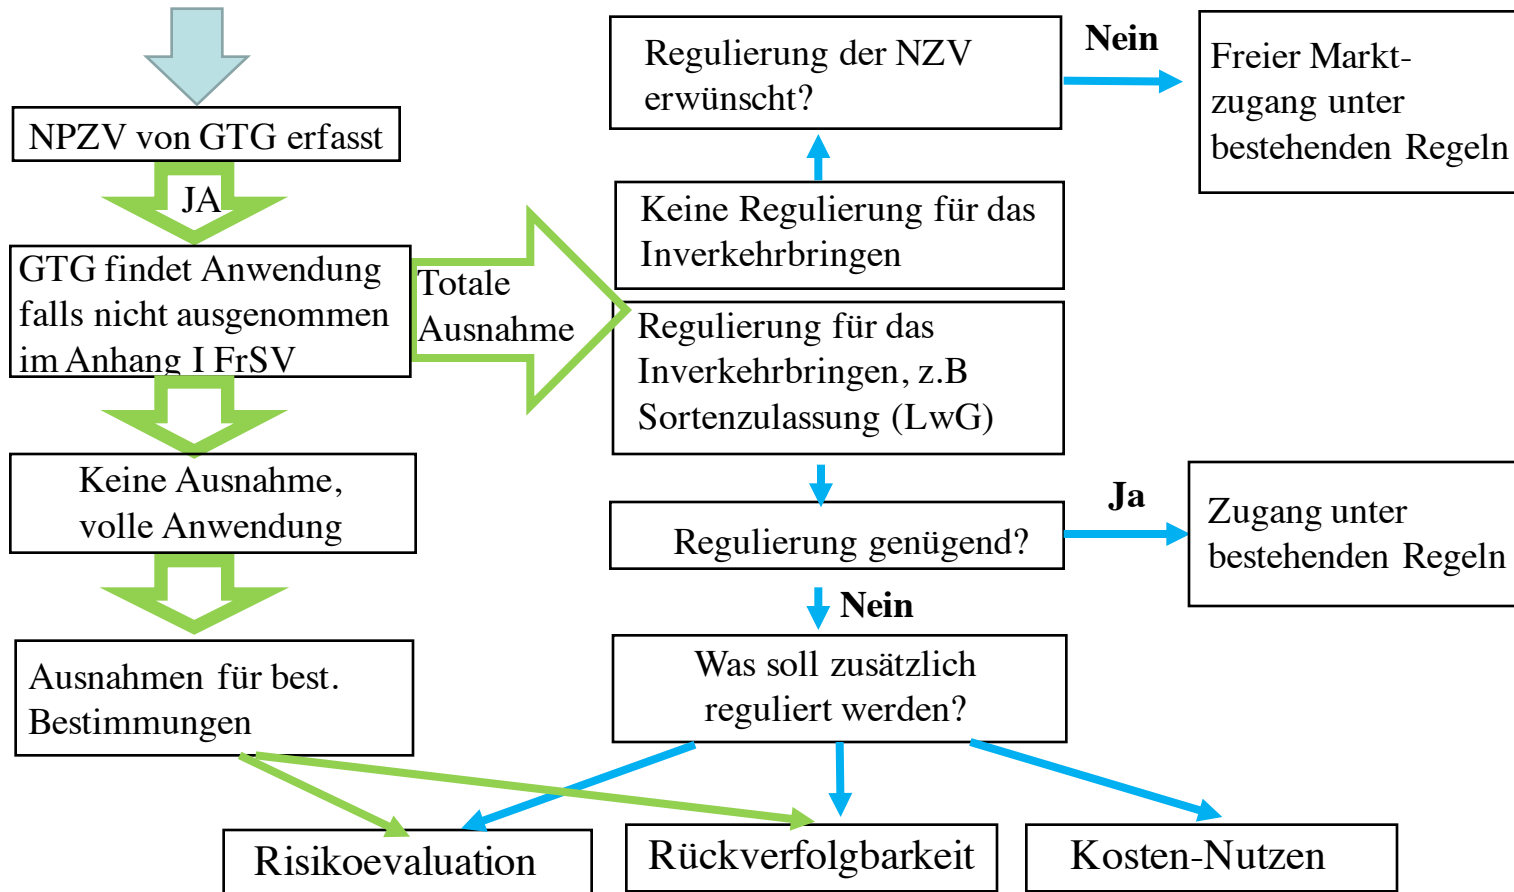 NPZV von GTG erfasst
JA
GTG findet Anwendung
falls nicht ausgenommen
im Anhang I FrSV
Totale
Ausnahme
Keine Ausnahme,
volle Anwendung
Ausnahmen für best.
Bestimmungen
Regulierung der NZV
erwünscht?
Nein
Freier Markt-
zugang unter
bestehenden Regeln
Keine Regulierung für das
Inverkehrbringen
Regulierung für das
Inverkehrbringen, z.B
Sortenzulassung (LwG)
Regulierung genügend?
Ja
Zugang unter
bestehenden Regeln
Nein
Was soll zusätzlich
reguliert werden?
Risikoevaluation
Rückverfolgbarkeit
Kosten-Nutzen